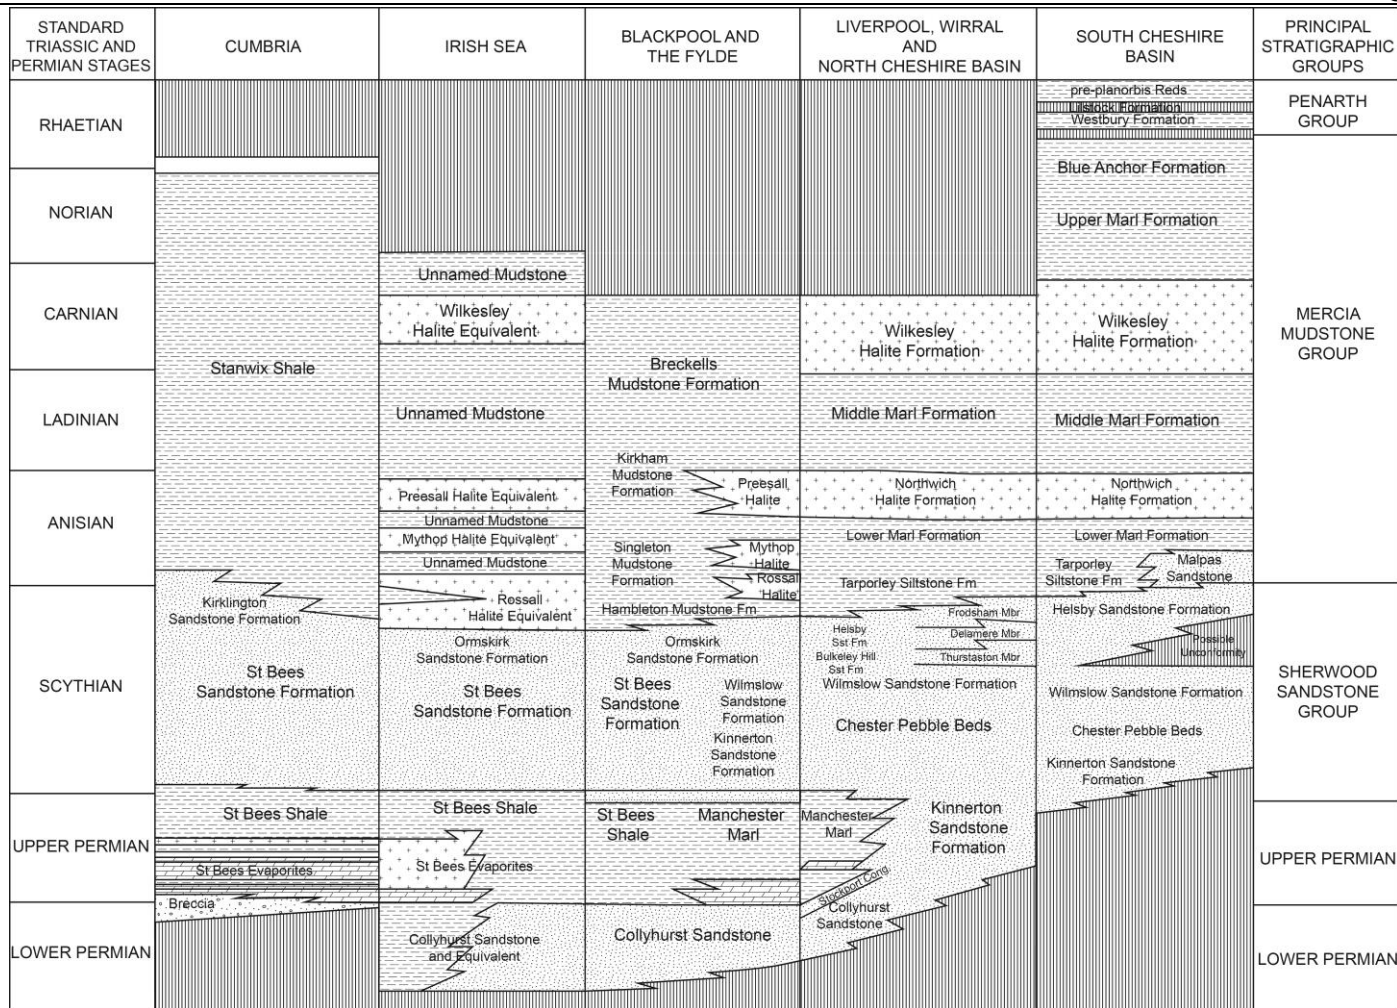 STANDARD
TRIASSIC AND
PERMIAN STAGES
CUMBRIA
IRISH SEA
BLACKPOOL AND
THE FYLDE
LIVERPOOL, WIRRAL
AND
NORTH CHESHIRE BASIN
SOUTH CHESHIRE
BASIN
PRINCIPAL
STRATIGRAPHIC
GROUPS
RHAETIAN
NORIAN
CARNIAN
LADINIAN
ANISIAN
SCYTHIAN
UPPER PERMIAN
LOWER PERMIAN
Stanwix Shale
Kirklington
Sandstone Formation
St Bees
Sandstone Formation
St Bees Shale
St Bees Evaporites
Breccia
Unnamed Mudstone
Wilkesley
Halite Equivalent
Unnamed Mudstone
Preesall Halite Equivalent
Unnamed Mudstone
Mythop Halite Equivalent
Unnamed Mudstone
Rossall
Halite Equivalent
Ormskirk
Sandstone Formation
St Bees
Sandstone Formation
St Bees Shale
St Bees Evaporites
Collyhurst Sandstone
and Equivalent
Breckells
Mudstone Formation
Kirkham
Mudstone
Formation
Preesall
Halite
Singleton
Mudstone
Formation
Mythop
Halite
Rossall
Halite
Hambleton Mudstone Fm
Ormskirk
Sandstone Formation
St Bees
Sandstone
Formation
Wilmslow
Sandstone
Formation
Kinnerton
Sandstone
Formation
St Bees
Shale
Manchester
Marl
Collyhurst Sandstone
Wilkesley
Halite Formation
Middle Marl Formation
Northwich
Halite Formation
Lower Marl Formation
Tarporley Siltstone Fm
Frodsham Mbr
Helsby
Sst Fm
Delamere Mbr
Bulkeley Hill
Sst Fm
Thurstaston Mbr
Wilmslow Sandstone Formation
Chester Pebble Beds
Manchester
Marl
Kinnerton
Sandstone
Formation
Stockport Cong.
Collyhurst
Sandstone
pre-planorbis Reds
Lilstock Formation
Westbury Formation
Blue Anchor Formation
Upper Marl Formation
Wilkesley
Halite Formation
Middle Marl Formation
Northwich
Halite Formation
Lower Marl Formation
Tarporley
Siltstone Fm
Malpas
Sandstone
Helsby Sandstone Formation
Possible
Unconformity
Wilmslow Sandstone Formation
Chester Pebble Beds
Kinnerton Sandstone
Formation
PENARTH
GROUP
MERCIA
MUDSTONE
GROUP
SHERWOOD
SANDSTONE
GROUP
UPPER PERMIAN
LOWER PERMIAN